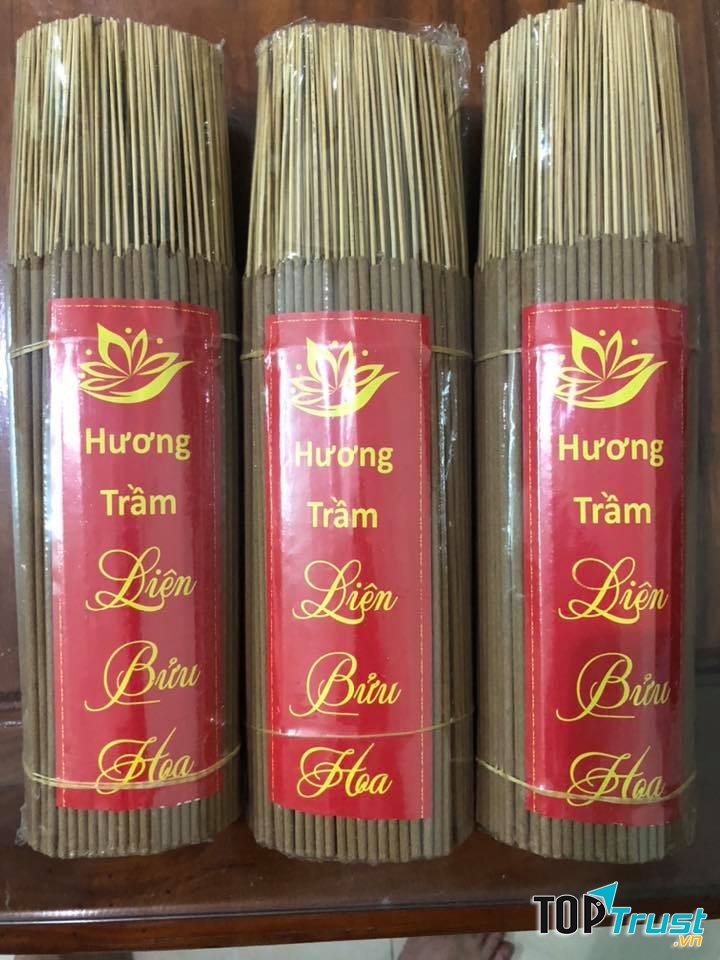 Hương
Trầm
Liên
Bửu
Hoa
Hương
Trầm
Liên
Bửu
Hoa
Hương
Trầm
Liên
Bửu
Hoa
TOPTrust
.vn